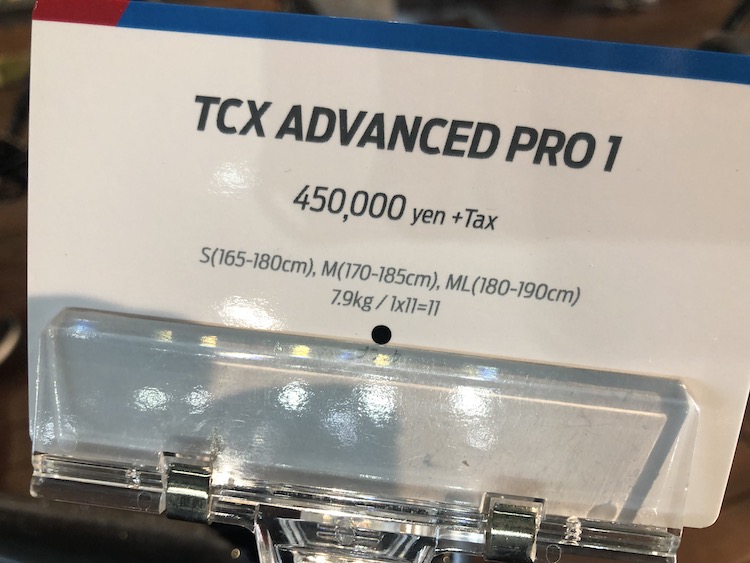 TCX ADVANCED PRO 1
450,000 yen +Tax
S(165-180cm), M(170-185cm), ML(180-190cm)
7.9kg / 1x11=11